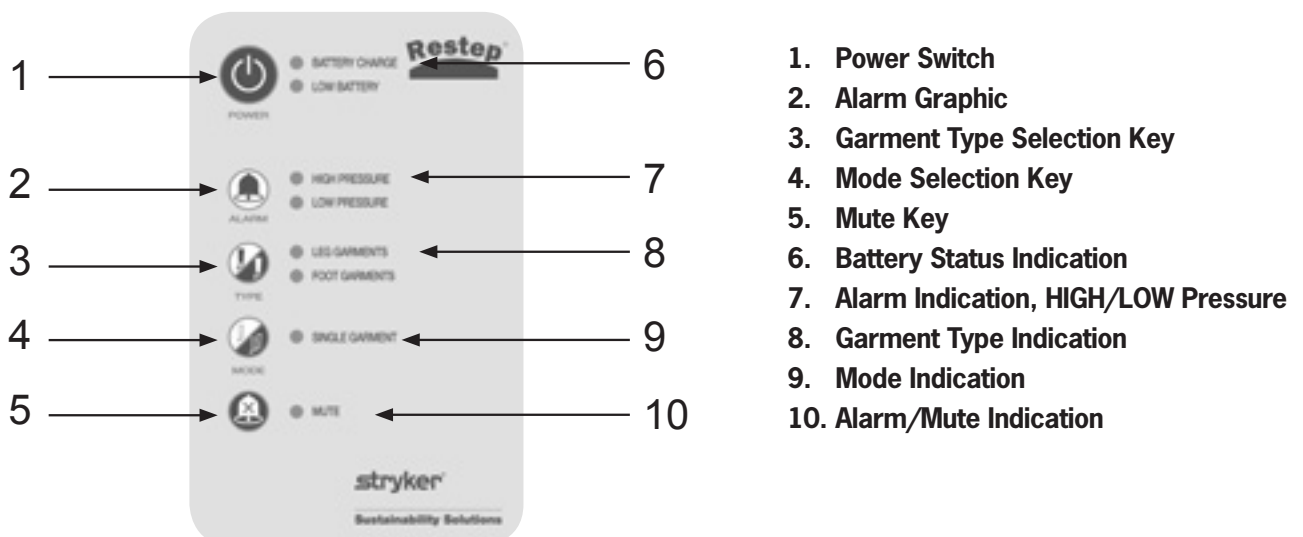 Restep
1
POWER
BATTERY CHARGE
LOW BATTERY
6
2
ALARM
HIGH PRESSURE
LOW PRESSURE
7
3
TYPE
LEG GARMENTS
FOOT GARMENTS
8
4
MODE
SINGLE GARMENT
9
5
MUTE
10
stryker
Sustainability Solutions
1. Power Switch
2. Alarm Graphic
3. Garment Type Selection Key
4. Mode Selection Key
5. Mute Key
6. Battery Status Indication
7. Alarm Indication, HIGH/LOW Pressure
8. Garment Type Indication
9. Mode Indication
10. Alarm/Mute Indication